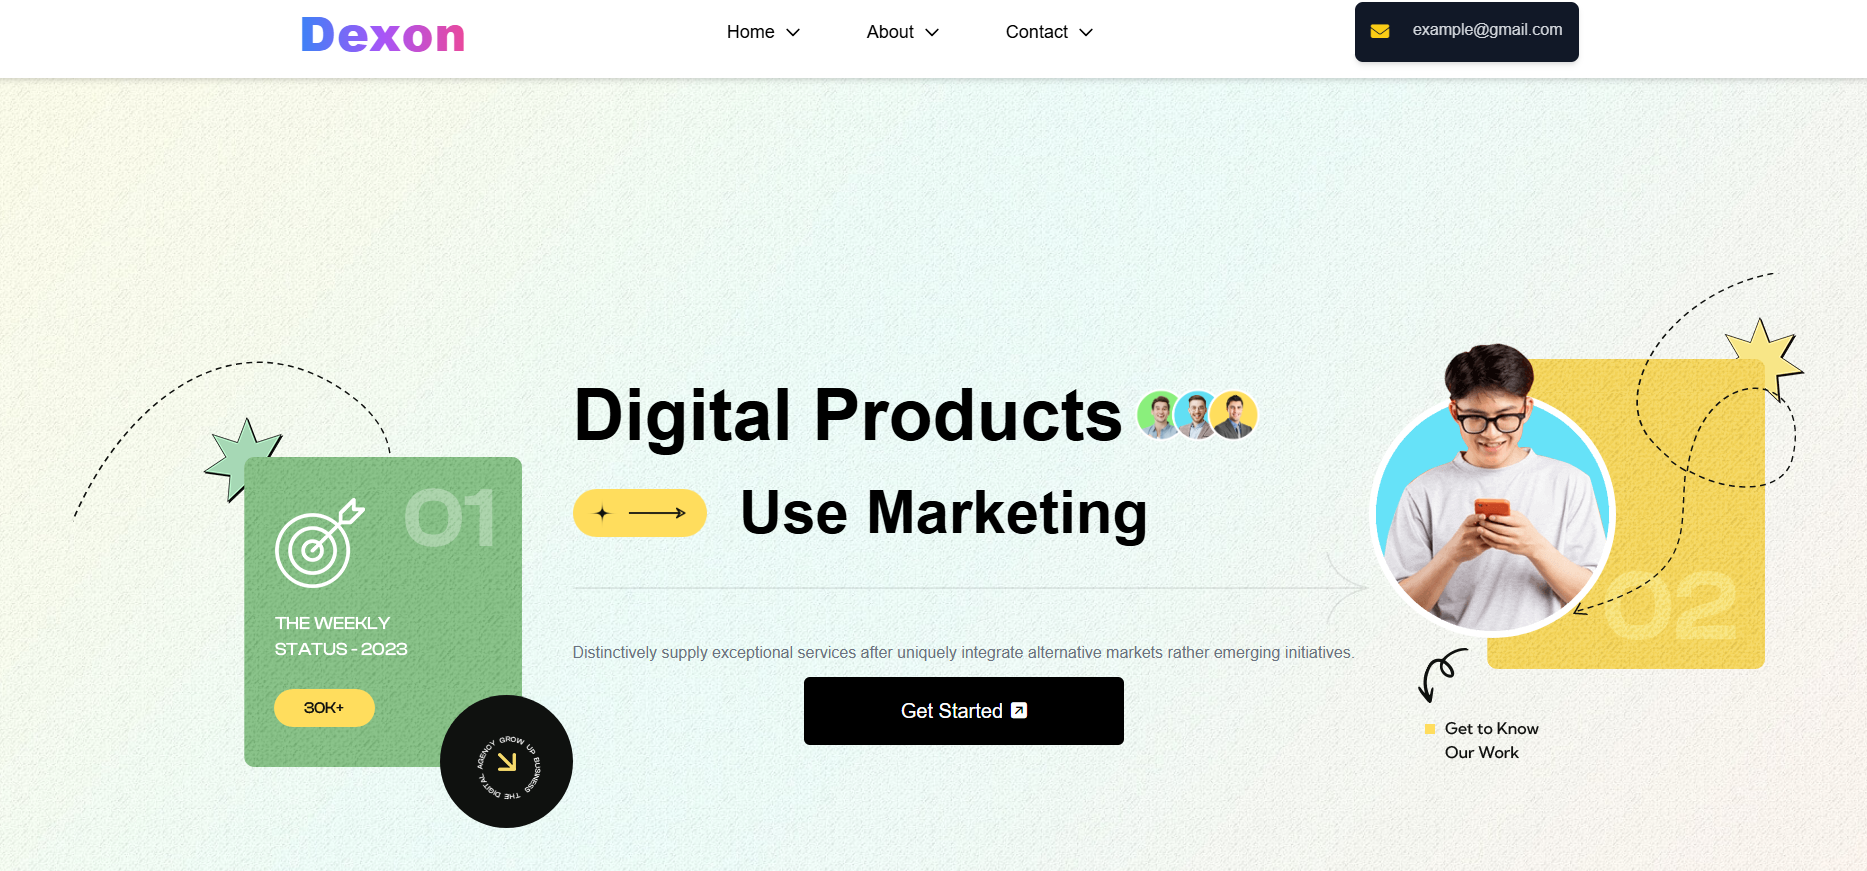 Dexon
Home
About
Contact
example@gmail.com
Digital Products
Use Marketing
01
THE WEEKLY
STATUS - 2023
30K+
AGENCY GROW UP BUSINESS THE DIGITAL
Distinctively supply exceptional services after uniquely integrate alternative markets rather emerging initiatives.
Get Started
02
Get to Know
Our Work